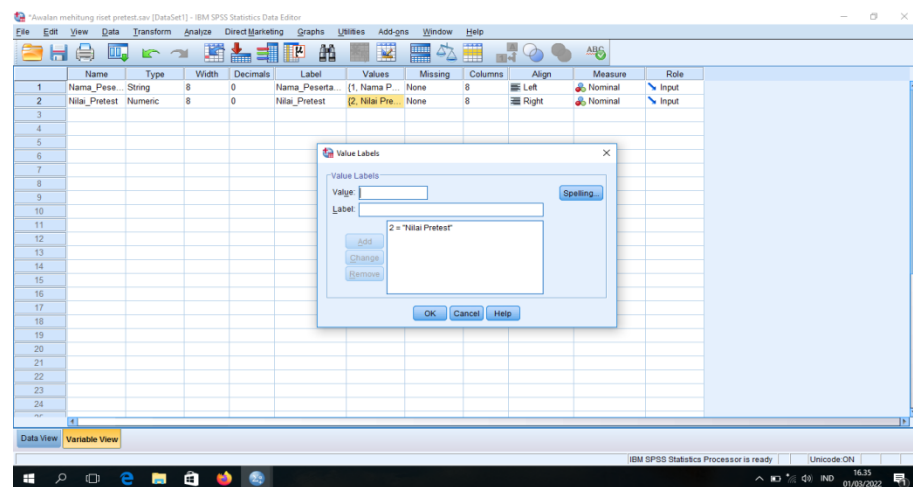 *Awalan mehitung riset pretest.sav [DataSet1] - IBM SPSS Statistics Data Editor
File Edit View Data Transform Analyze Direct Marketing Graphs Utilities Add-ons Window Help
Name Type Width Decimals Label Values Missing Columns Align Measure Role
1 Nama_Pese... String 8 0 Nama_Peserta... {1, Nama P... None 8 Left Nominal Input
2 Nilai_Pretest Numeric 8 0 Nilai_Pretest {2, Nilai Pre... None 8 Right Nominal Input
3
4
5
6
7
8
9
10
11
12
13
14
15
16
17
18
19
20
21
22
23
24
Value Labels
Value Labels
Value:
Spelling...
Label:
2 = "Nilai Pretest"
Add
Change
Remove
OK Cancel Help
Data View Variable View
IBM SPSS Statistics Processor is ready Unicode:ON
IND 16.35
01/03/2022